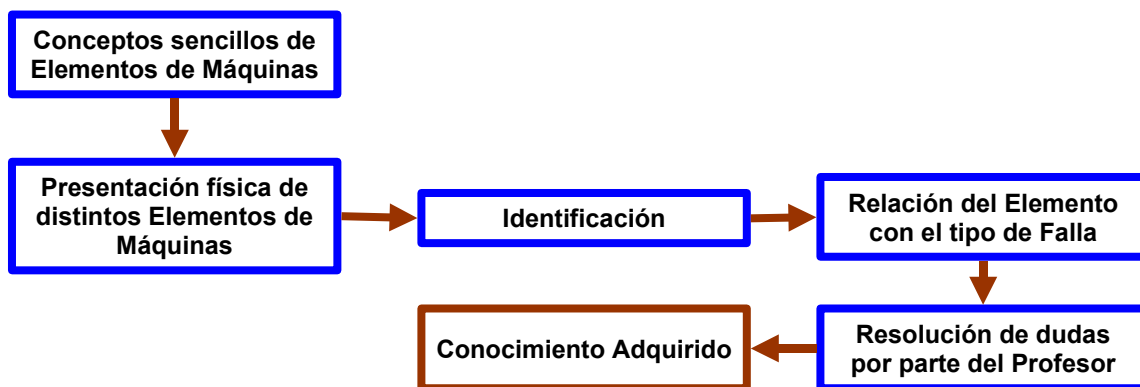 Conceptos sencillos de
Elementos de Máquinas
Presentación física de
distintos Elementos de
Máquinas
Identificación
Relación del Elemento
con el tipo de Falla
Resolución de dudas
por parte del Profesor
Conocimiento Adquirido